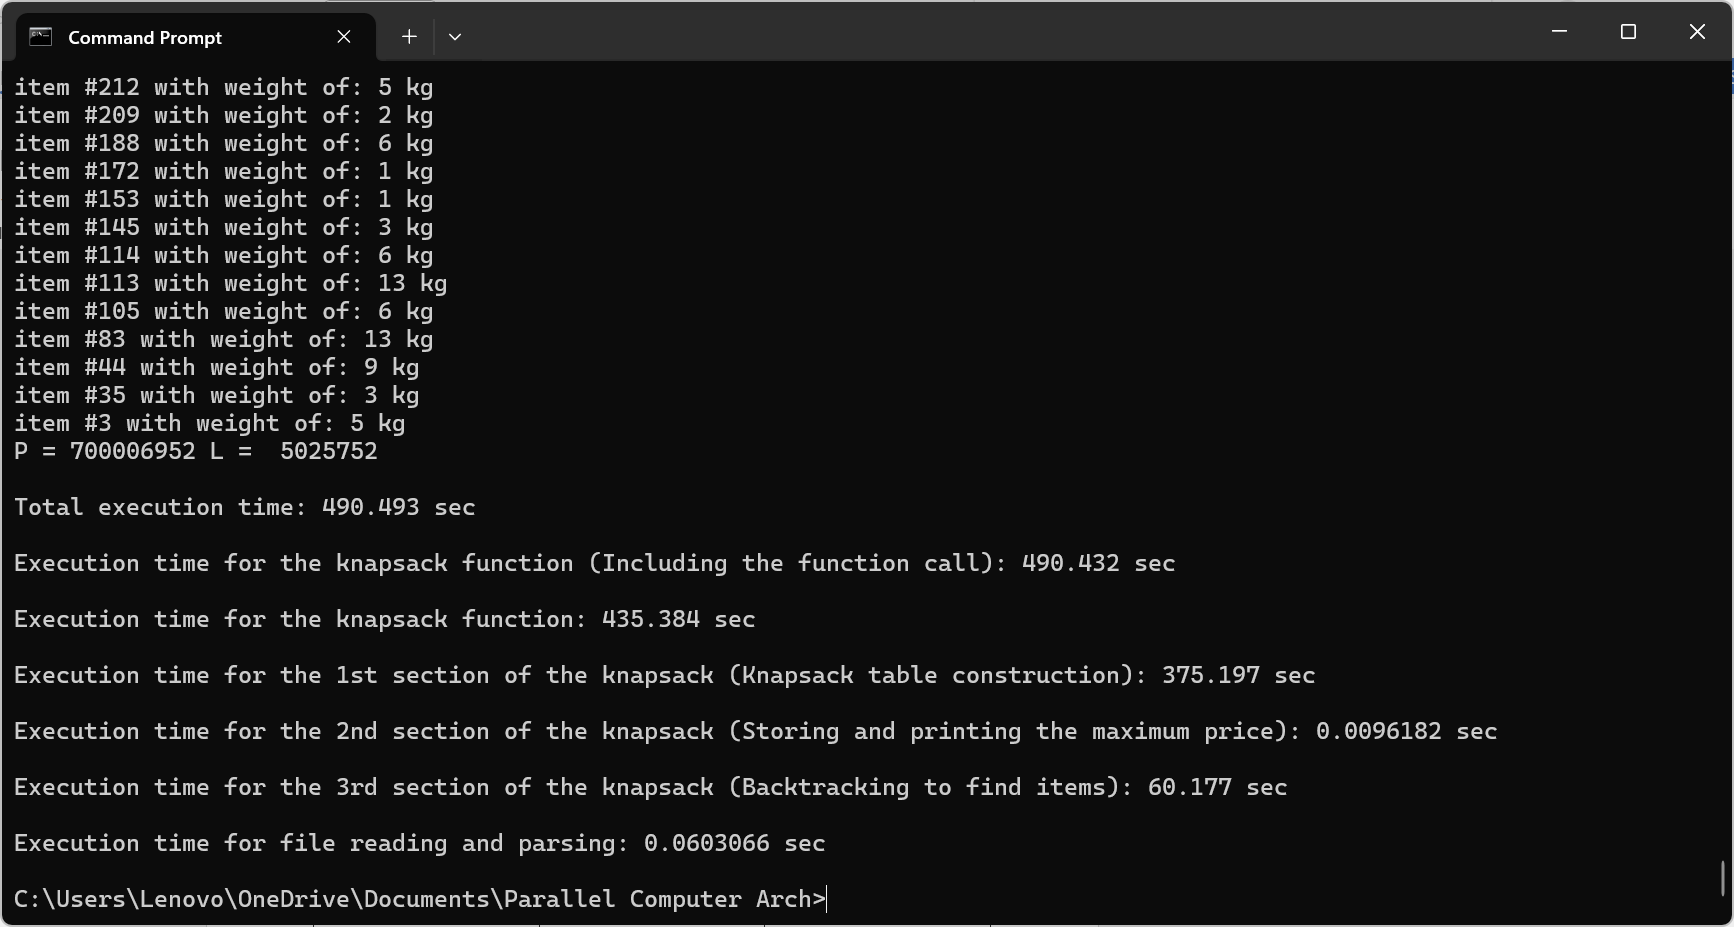 Command Prompt
item #212 with weight of: 5 kg
item #209 with weight of: 2 kg
item #188 with weight of: 6 kg
item #172 with weight of: 1 kg
item #153 with weight of: 1 kg
item #145 with weight of: 3 kg
item #114 with weight of: 6 kg
item #113 with weight of: 13 kg
item #105 with weight of: 6 kg
item #83 with weight of: 13 kg
item #44 with weight of: 9 kg
item #35 with weight of: 3 kg
item #3 with weight of: 5 kg
P = 700006952 L =  5025752
Total execution time: 490.493 sec
Execution time for the knapsack function (Including the function call): 490.432 sec
Execution time for the knapsack function: 435.384 sec
Execution time for the 1st section of the knapsack (Knapsack table construction): 375.197 sec
Execution time for the 2nd section of the knapsack (Storing and printing the maximum price): 0.0096182 sec
Execution time for the 3rd section of the knapsack (Backtracking to find items): 60.177 sec
Execution time for file reading and parsing: 0.0603066 sec
C:\Users\Lenovo\OneDrive\Documents\Parallel Computer Arch>